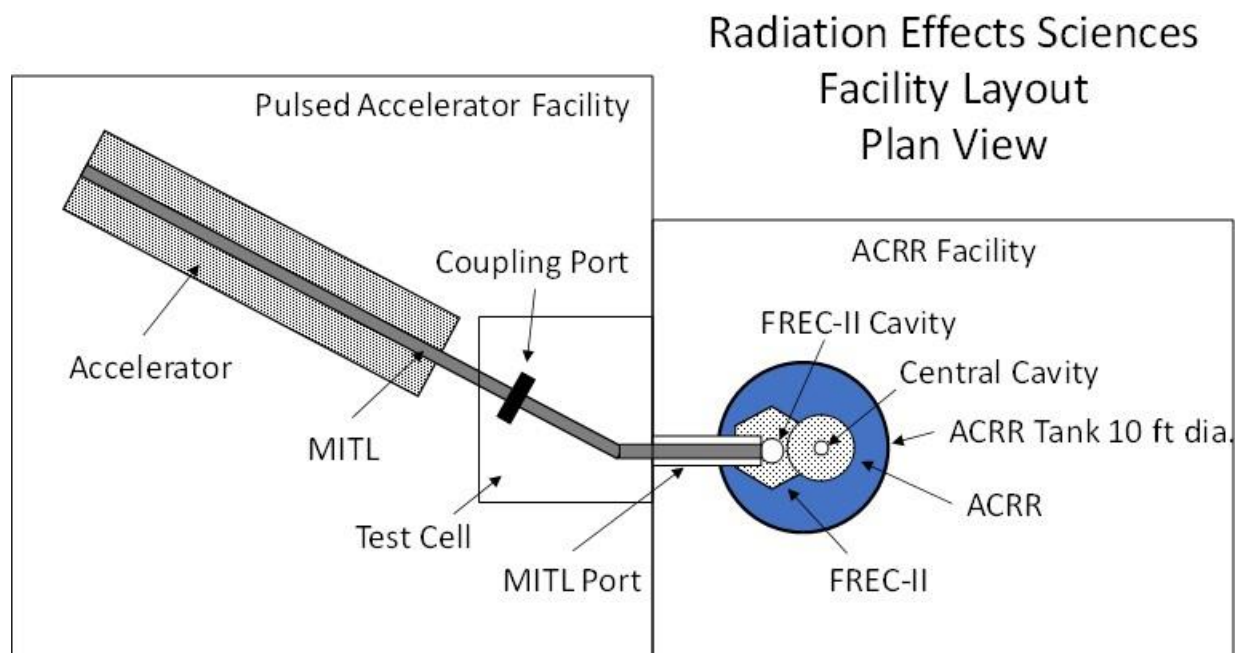 Radiation Effects Sciences
Facility Layout
Plan View
Pulsed Accelerator Facility
ACRR Facility
Coupling Port
FREC-II Cavity
Accelerator
Central Cavity
ACRR Tank 10 ft dia.
MITL
ACRR
Test Cell
MITL Port
FREC-II